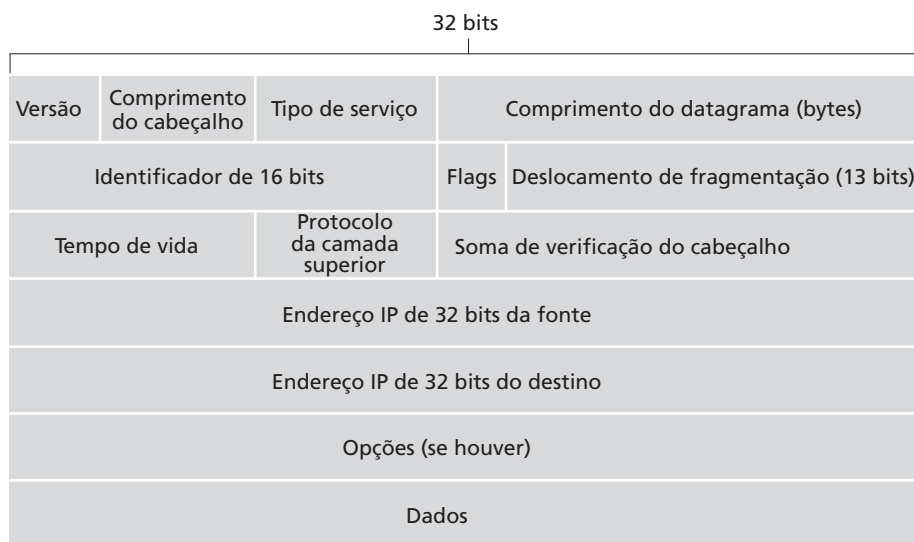 32 bits
Versão
Comprimento
do cabeçalho
Tipo de serviço
Comprimento do datagrama (bytes)
Identificador de 16 bits
Flags
Deslocamento de fragmentação (13 bits)
Tempo de vida
Protocolo
da camada
superior
Soma de verificação do cabeçalho
Endereço IP de 32 bits da fonte
Endereço IP de 32 bits do destino
Opções (se houver)
Dados